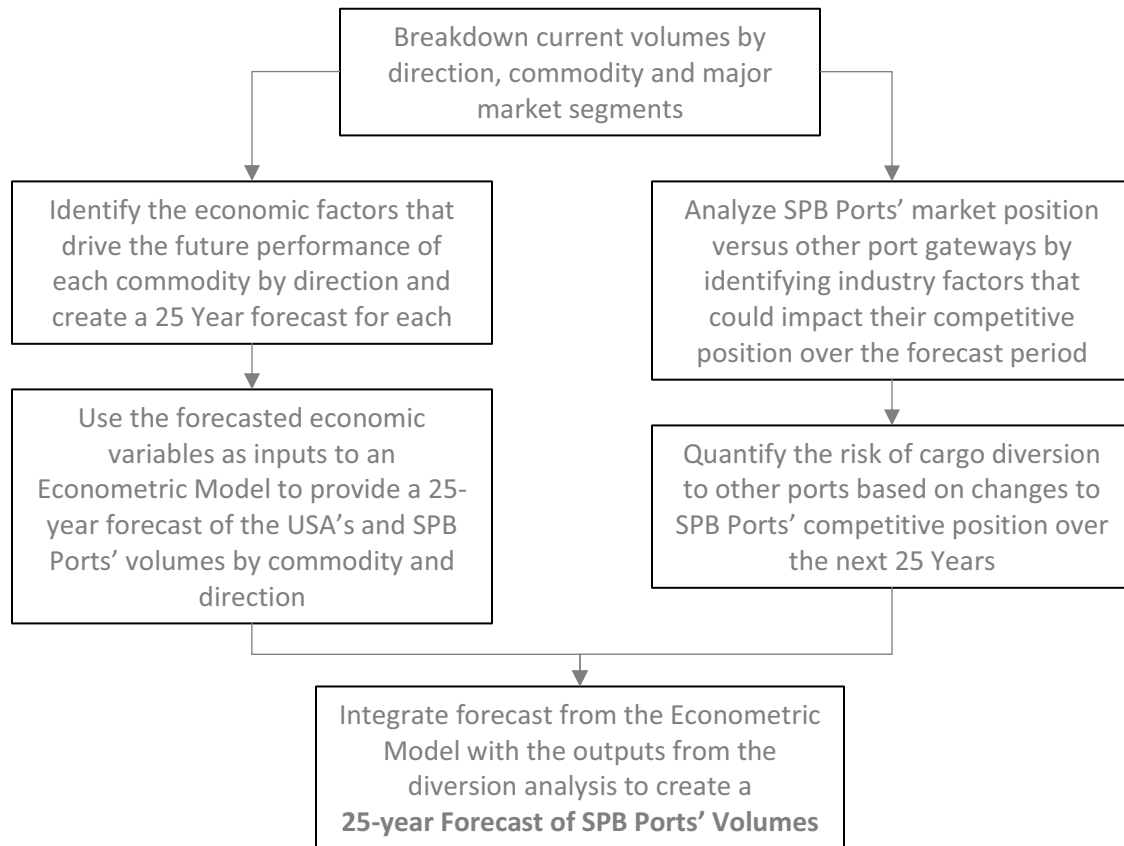 Breakdown current volumes by
direction, commodity and major
market segments
Identify the economic factors that
drive the future performance of
each commodity by direction and
create a 25 Year forecast for each
Analyze SPB Ports’ market position
versus other port gateways by
identifying industry factors that
could impact their competitive
position over the forecast period
Use the forecasted economic
variables as inputs to an
Econometric Model to provide a 25-
year forecast of the USA’s and SPB
Ports’ volumes by commodity and
direction
Quantify the risk of cargo diversion
to other ports based on changes to
SPB Ports’ competitive position over
the next 25 Years
Integrate forecast from the Econometric
Model with the outputs from the
diversion analysis to create a
25-year Forecast of SPB Ports’ Volumes